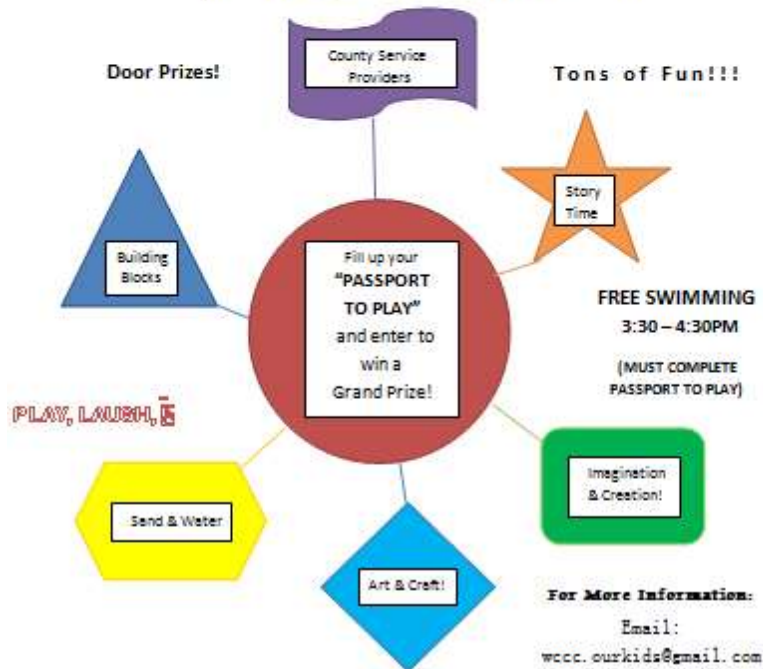 Door Prizes!
County Service
Providers
Tons of Fun!!!
Story
Time
Building
Blocks
Fill up your
"PASSPORT
TO PLAY"
and enter to
win a
Grand Prize!
FREE SWIMMING
3:30 – 4:30PM
(MUST COMPLETE
PASSPORT TO PLAY)
PLAY, LAUGH,
Imagination
& Creation!
Sand & Water
Art & Craft!
For More Information:
Email:
wccc.ourkids@gmail.com